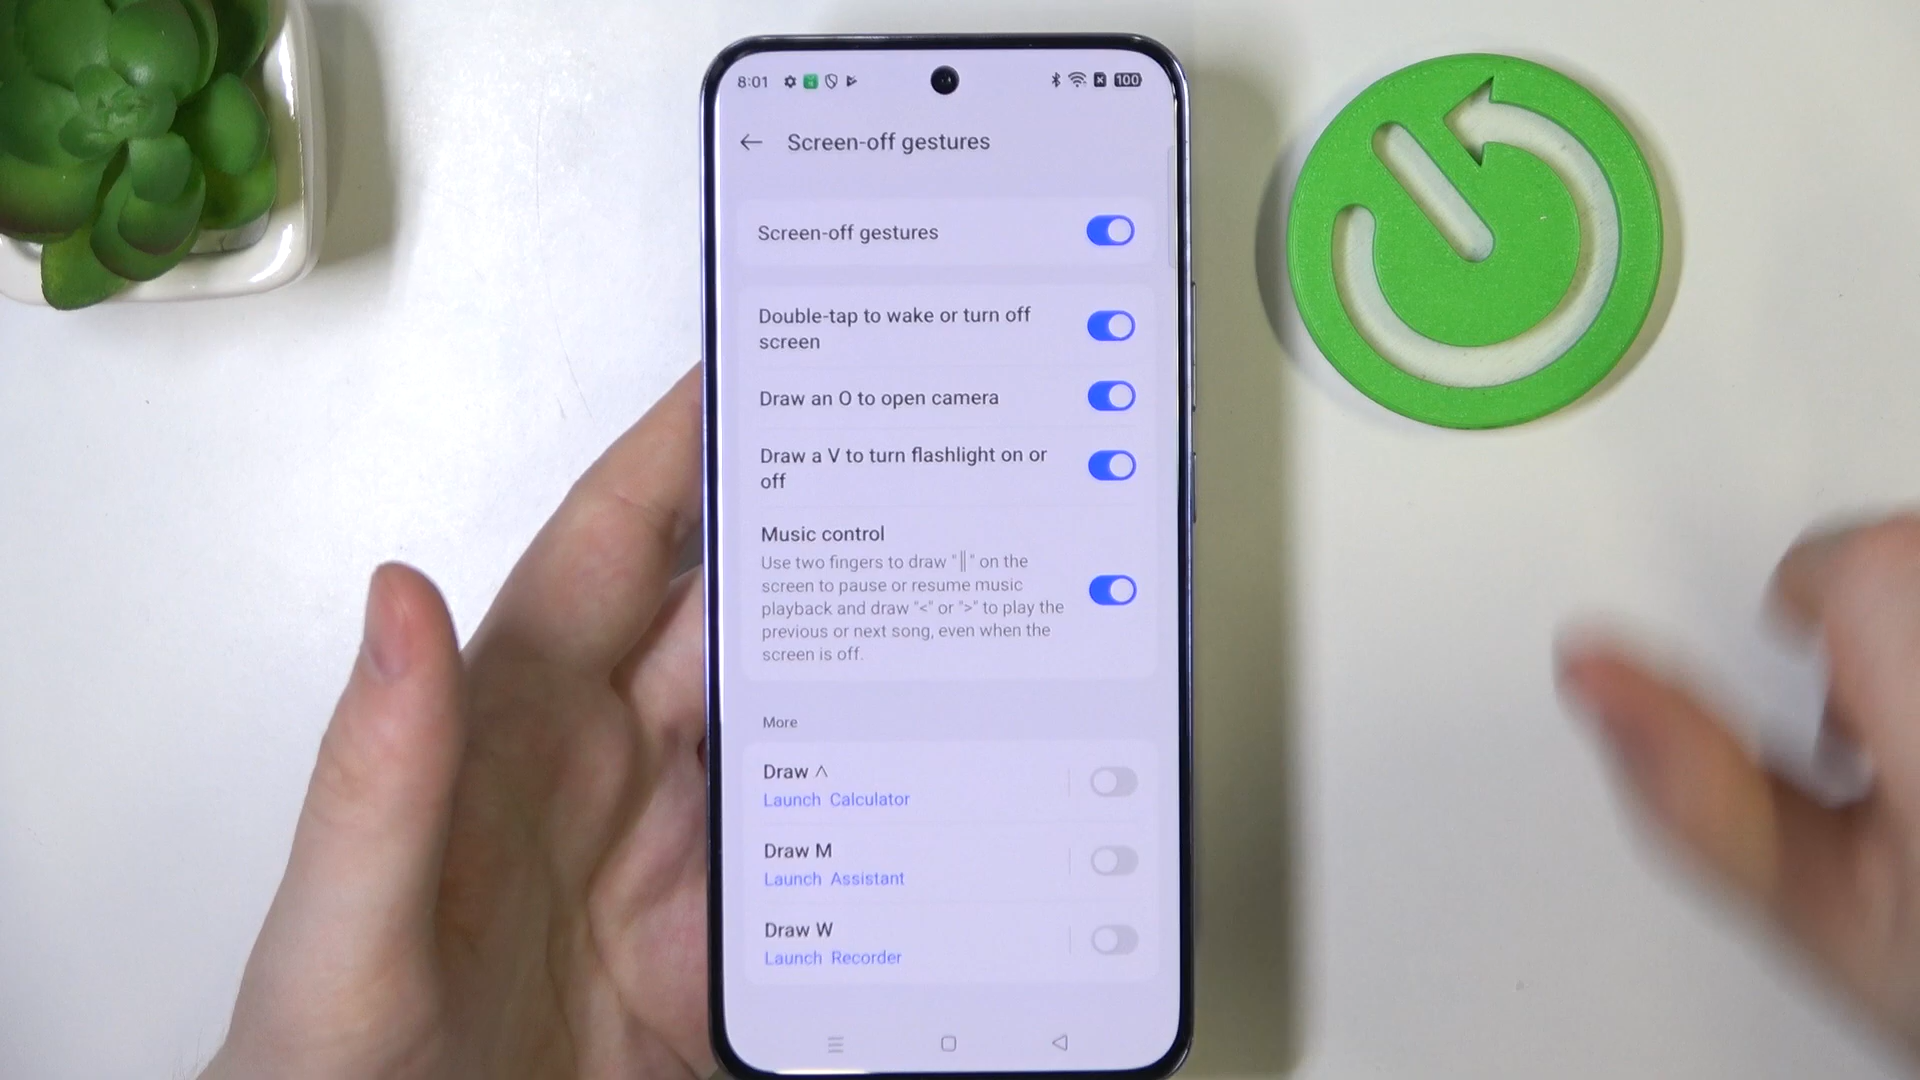 8:01
100
Screen-off gestures
Screen-off gestures
Double-tap to wake or turn off
screen
Draw an O to open camera
Draw a V to turn flashlight on or
off
Music control
Use two fingers to draw "||" on the
screen to pause or resume music
playback and draw "<" or ">" to play the
previous or next song, even when the
screen is off.
More
Draw ∧
Launch Calculator
Draw M
Launch Assistant
Draw W
Launch Recorder